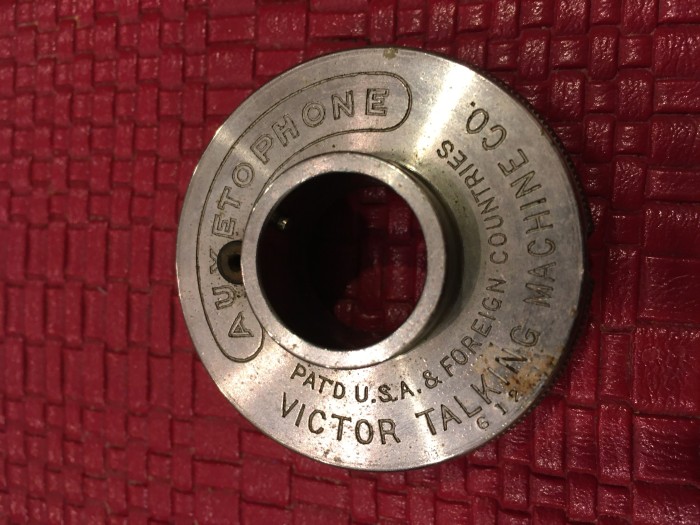 AUXETOPHONE
PAT'D U.S.A. & FOREIGN COUNTRIES
VICTOR TALKING MACHINE CO.
612